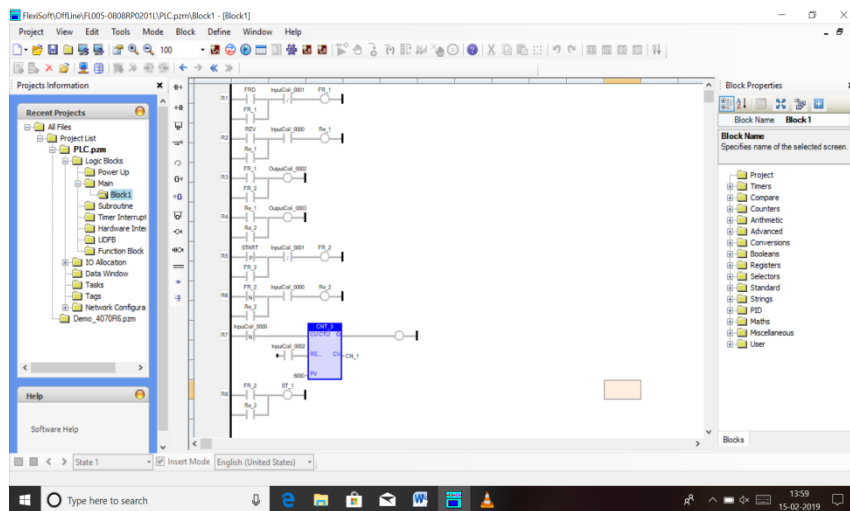 FlexiSoft\OffLine\FL005-0808RP0201L\PLC.pzm\Block1 - [Block1]
Project View Edit Tools Mode Block Define Window Help
100
Projects Information
Recent Projects
All Files
Project List
PLC.pzm
Logic Blocks
Power Up
Main
Block1
Subroutine
Timer Interrupt
Hardware Inter
UDFB
Function Block
IO Allocation
Data Window
Tasks
Tags
Network Configura
Demo_4070R6.pzm
Help
Software Help
R1
FRD InputCoil_0001 FR_1
FR_1
R2
REV InputCoil_0000 Re_1
Re_1
R3
FR_1 OutputCoil_0002
FR_2
R4
Re_1 OutputCoil_0003
Re_2
R5
START InputCoil_0001 FR_2
FR_2
R6
FR_2 InputCoil_0000 Re_2
Re_2
R7
InputCoil_0000 CNT_5
CUCTU Q
InputCoil_0002
RE.. CV CN_1
5000 PV
R8
FR_2 ST_1
Re_2
Block Properties
Block Name Block1
Block Name
Specifies name of the selected screen.
Project
Timers
Compare
Counters
Arithmetic
Advanced
Conversions
Booleans
Registers
Selectors
Standard
Strings
PID
Maths
Miscellaneous
User
Blocks
State 1 Insert Mode English (United States)
Type here to search
13:59
15-02-2019